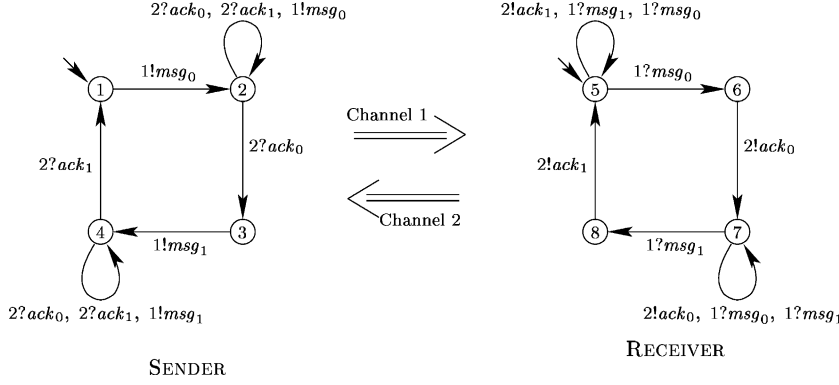 2?ack₀, 2?ack₁, 1!msg₀
2!ack₁, 1?msg₁, 1?msg₀
1
1!msg₀
2
5
1?msg₀
6
Channel 1
2?ack₁
2?ack₀
2!ack₁
2!ack₀
Channel 2
4
1!msg₁
3
8
1?msg₁
7
2?ack₀, 2?ack₁, 1!msg₁
2!ack₀, 1?msg₀, 1?msg₁
SENDER
RECEIVER